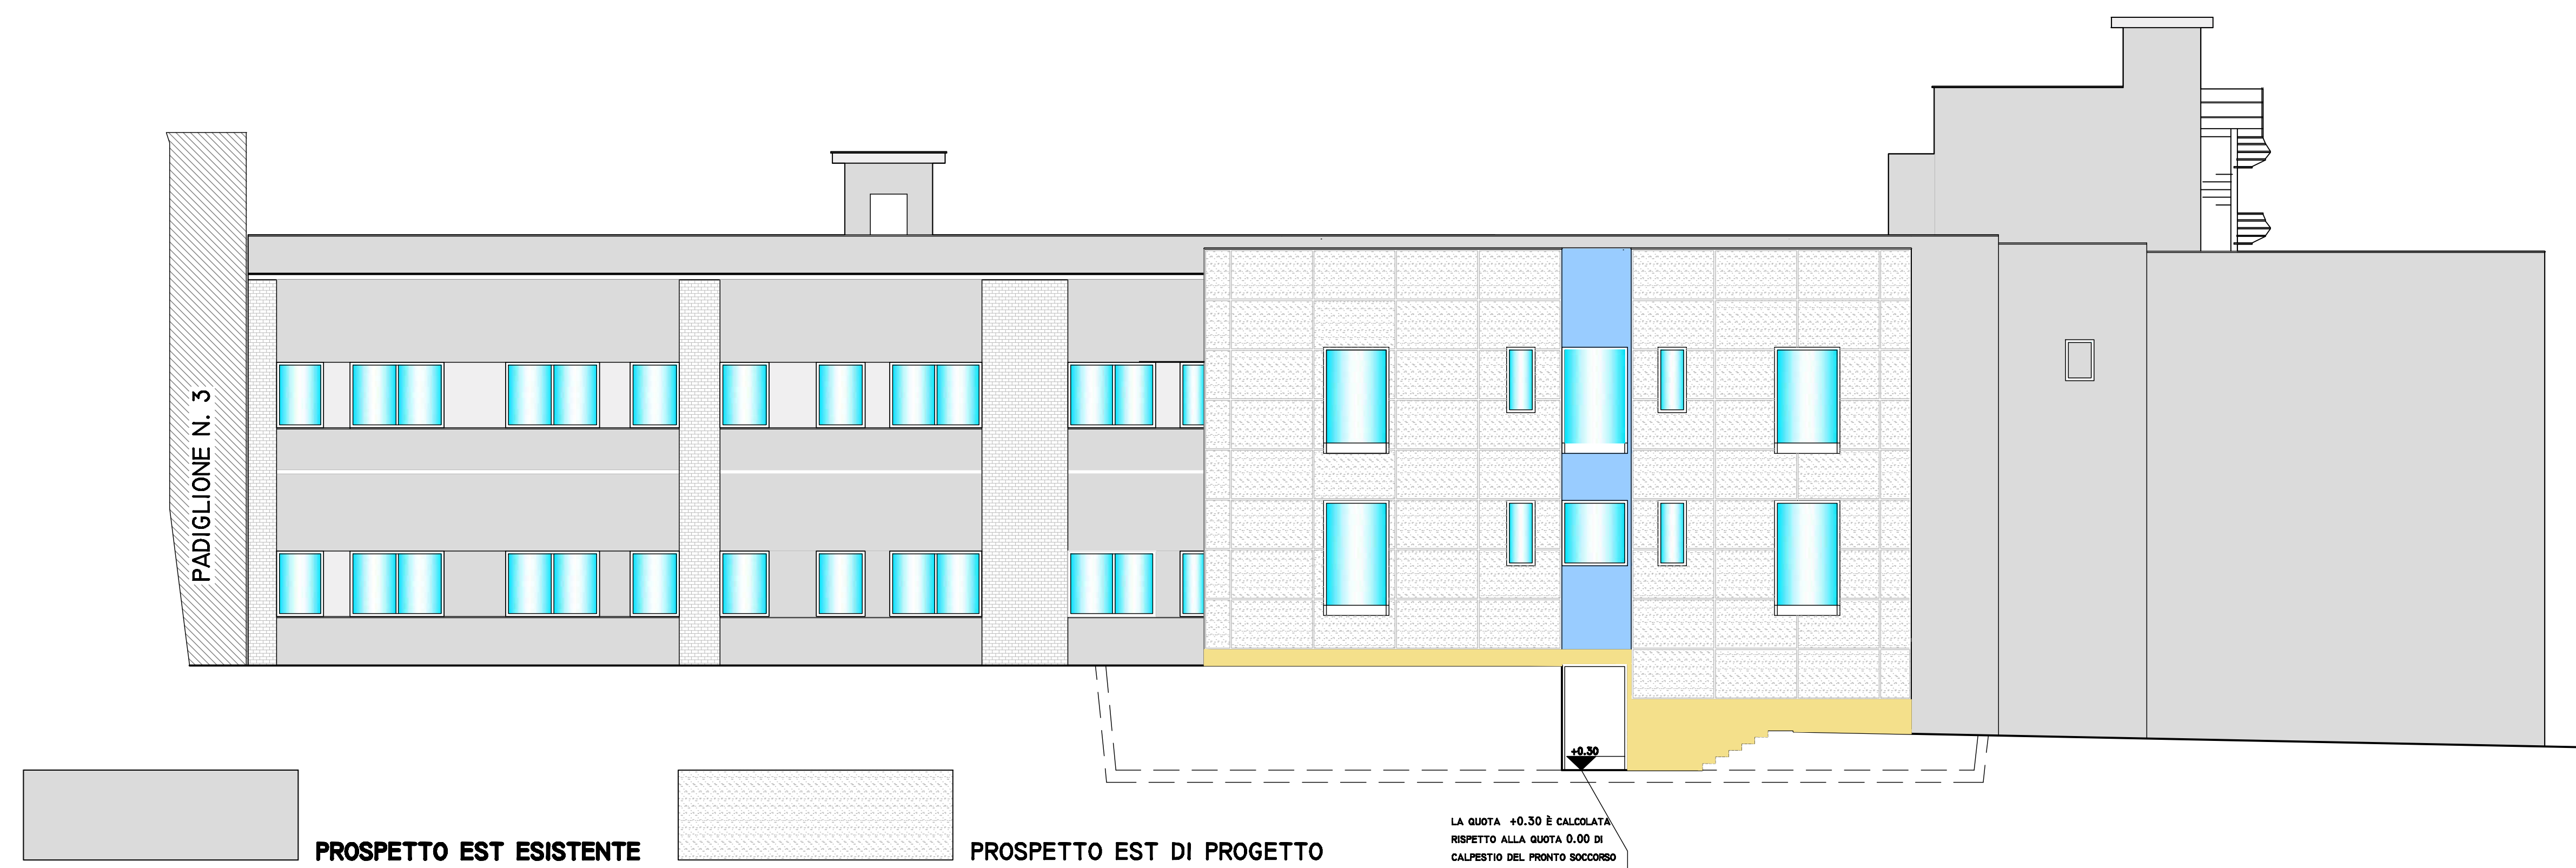 PADIGLIONE N. 3
+0.30
PROSPETTO EST ESISTENTE
PROSPETTO EST DI PROGETTO
LA QUOTA +0.30 È CALCOLATA
RISPETTO ALLA QUOTA 0.00 DI
CALPESTIO DEL PRONTO SOCCORSO